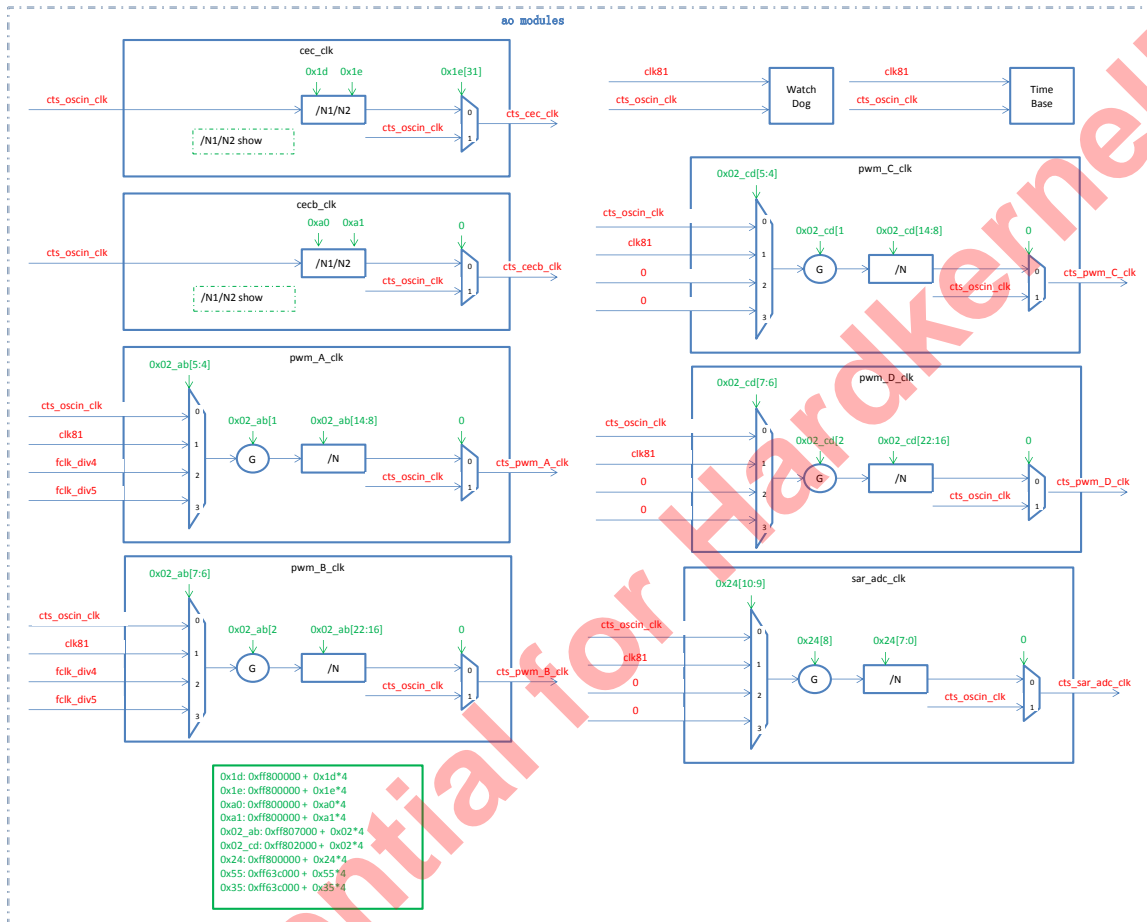 ao modules
cec_clk
0x1d 0x1e 0x1e[31]
cts_oscin_clk
/N1/N2
0
cts_oscin_clk
1
cts_cec_clk
/N1/N2 show
cecb_clk
0xa0 0xa1 0
cts_oscin_clk
/N1/N2
0
cts_oscin_clk
1
cts_cecb_clk
/N1/N2 show
pwm_A_clk
0x02_ab[5:4]
cts_oscin_clk
0
0x02_ab[1 0x02_ab[14:8] 0
clk81
1
G
/N
0
fclk_div4
2
cts_oscin_clk
1
cts_pwm_A_clk
fclk_div5
3
pwm_B_clk
0x02_ab[7:6]
cts_oscin_clk
0
0x02_ab[2 0x02_ab[22:16] 0
clk81
1
G
/N
0
fclk_div4
2
cts_oscin_clk
1
cts_pwm_B_clk
fclk_div5
3
0x1d: 0xff800000 + 0x1d*4
0x1e: 0xff800000 + 0x1e*4
0xa0: 0xff800000 + 0xa0*4
0xa1: 0xff800000 + 0xa1*4
0x02_ab: 0xff807000 + 0x02*4
0x02_cd: 0xff802000 + 0x02*4
0x24: 0xff800000 + 0x24*4
0x55: 0xff63c000 + 0x55*4
0x35: 0xff63c000 + 0x35*4
clk81
cts_oscin_clk
Watch
Dog
clk81
cts_oscin_clk
Time
Base
pwm_C_clk
0x02_cd[5:4]
cts_oscin_clk
0
0x02_cd[1 0x02_cd[14:8] 0
clk81
1
G
/N
0
0
2
cts_oscin_clk
1
cts_pwm_C_clk
0
3
pwm_D_clk
0x02_cd[7:6]
cts_oscin_clk
0
0x02_cd[2 0x02_cd[22:16] 0
clk81
1
G
/N
0
0
2
cts_oscin_clk
1
cts_pwm_D_clk
0
3
sar_adc_clk
0x24[10:9]
cts_oscin_clk
0
0x24[8] 0x24[7:0] 0
clk81
1
G
/N
0
0
2
cts_oscin_clk
1
cts_sar_adc_clk
0
3
ential for Hardkernel